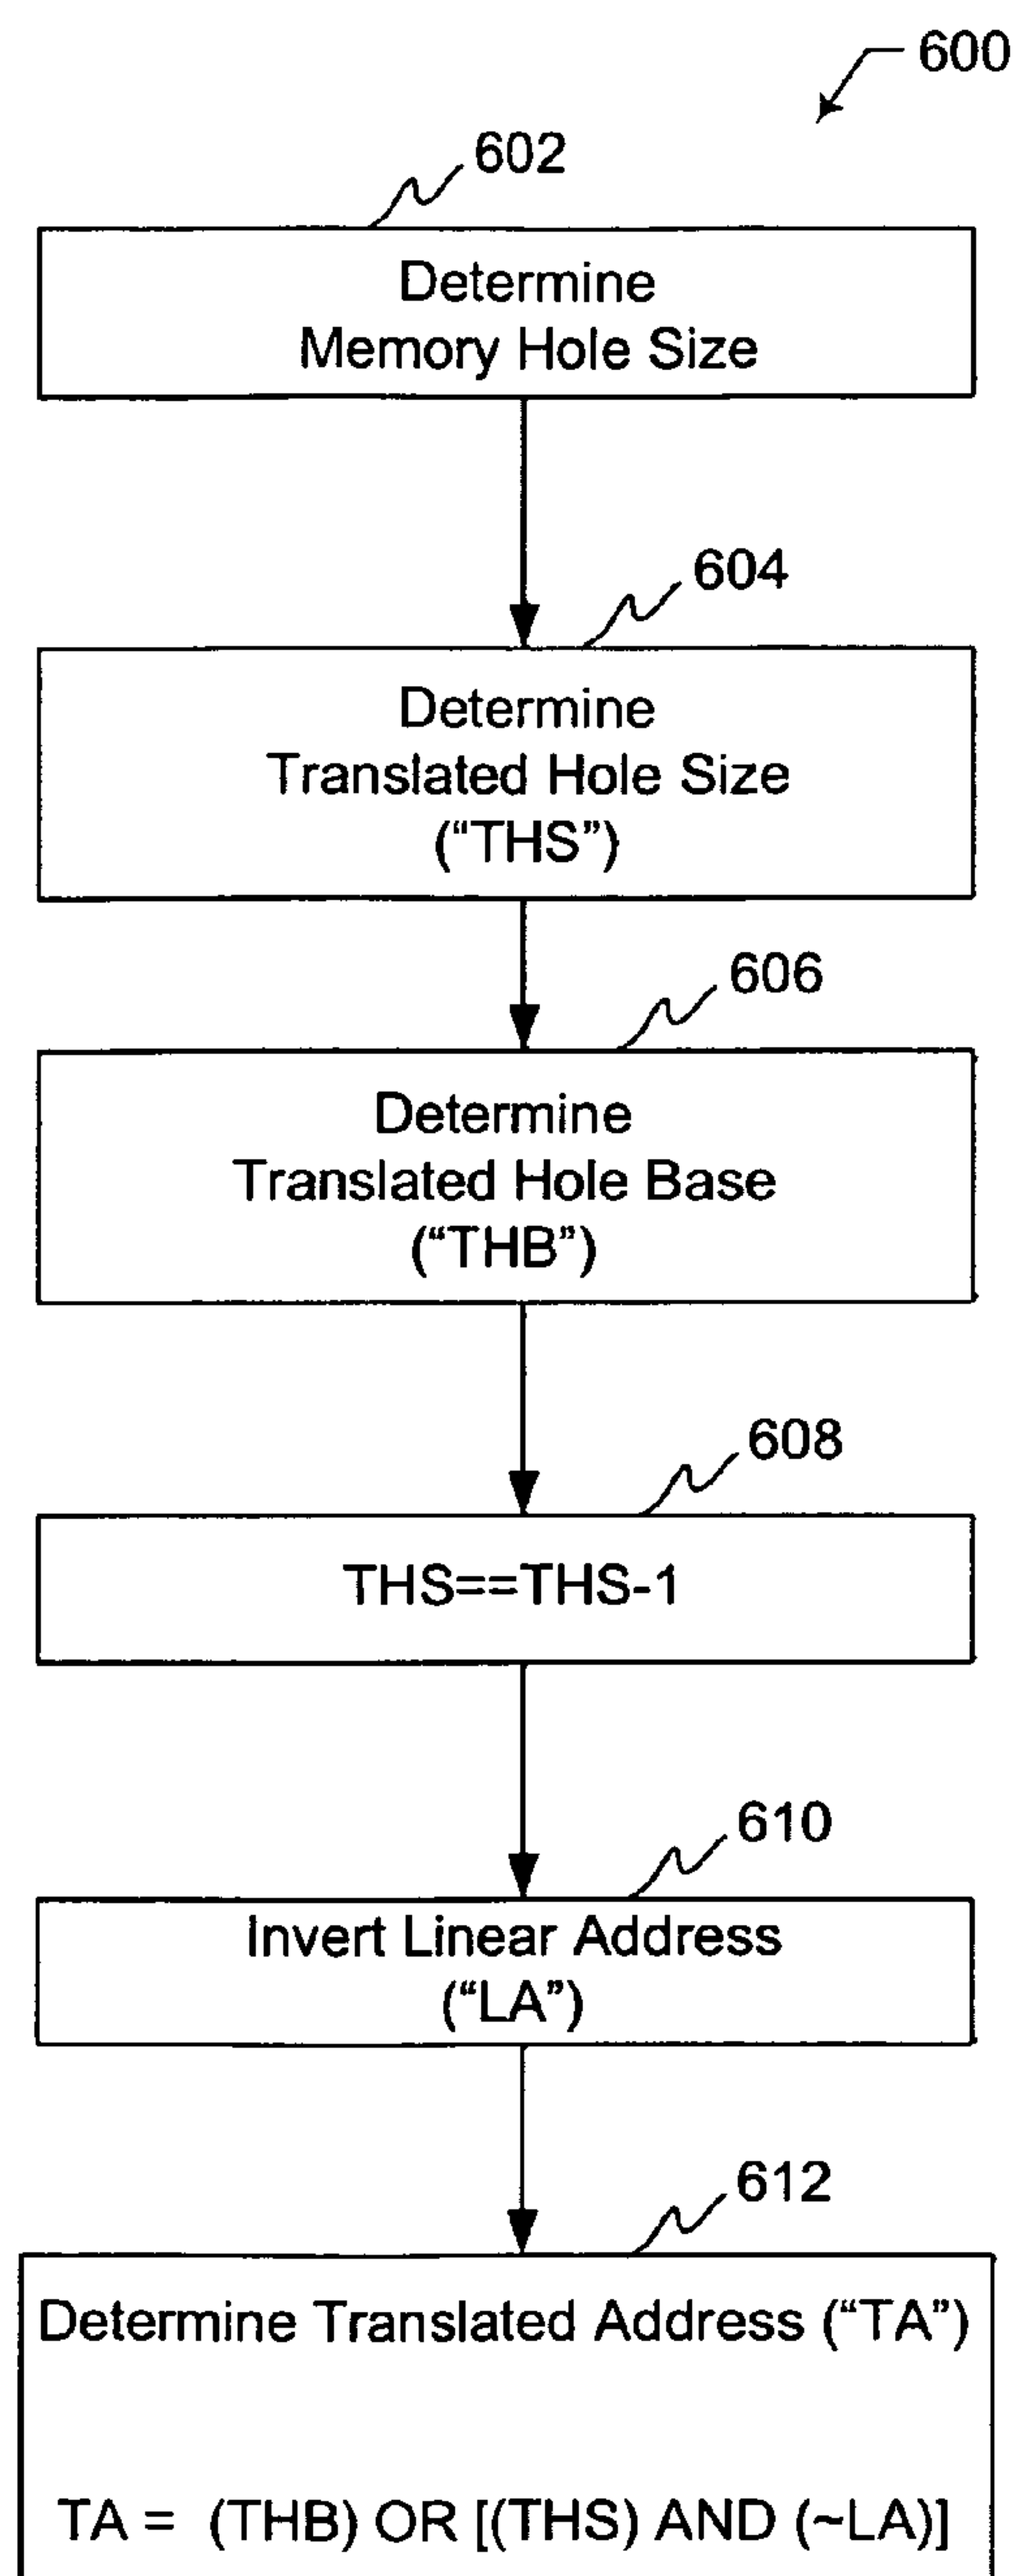 600
602
Determine
Memory Hole Size
604
Determine
Translated Hole Size
(“THS”)
606
Determine
Translated Hole Base
(“THB”)
608
THS==THS-1
610
Invert Linear Address
(“LA”)
612
Determine Translated Address (“TA”)
TA = (THB) OR [(THS) AND (~LA)]